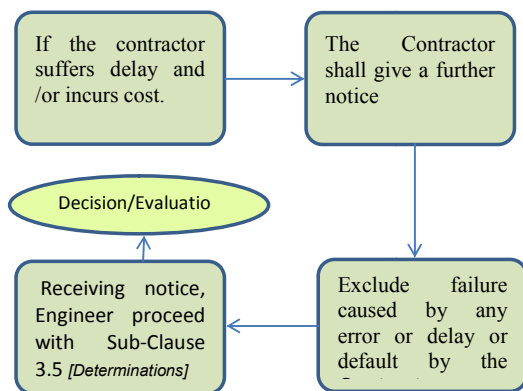 If the contractor
suffers delay and
/or incurs cost.
The Contractor
shall give a further
notice
Exclude failure
caused by any
error or delay or
default by the
Receiving notice,
Engineer proceed
with Sub-Clause
3.5 [Determinations]
Decision/Evaluatio